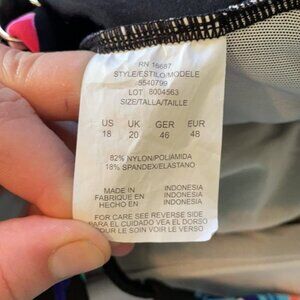 RN 16687
STYLE/ESTILO/MODELE
5540799
LOT 8004563
SIZE/TALLA/TAILLE
US UK GER EUR
18 20 46 48
82% NYLON/POLIAMIDA
18% SPANDEX/ELASTANO
MADE IN INDONESIA
FABRIQUE EN INDONESIA
HECHO EN INDONESIA
FOR CARE SEE REVERSE SIDE
PARA EL CUIDADO VEA EL DORSO
LE SOIN VOIR LE VERSO